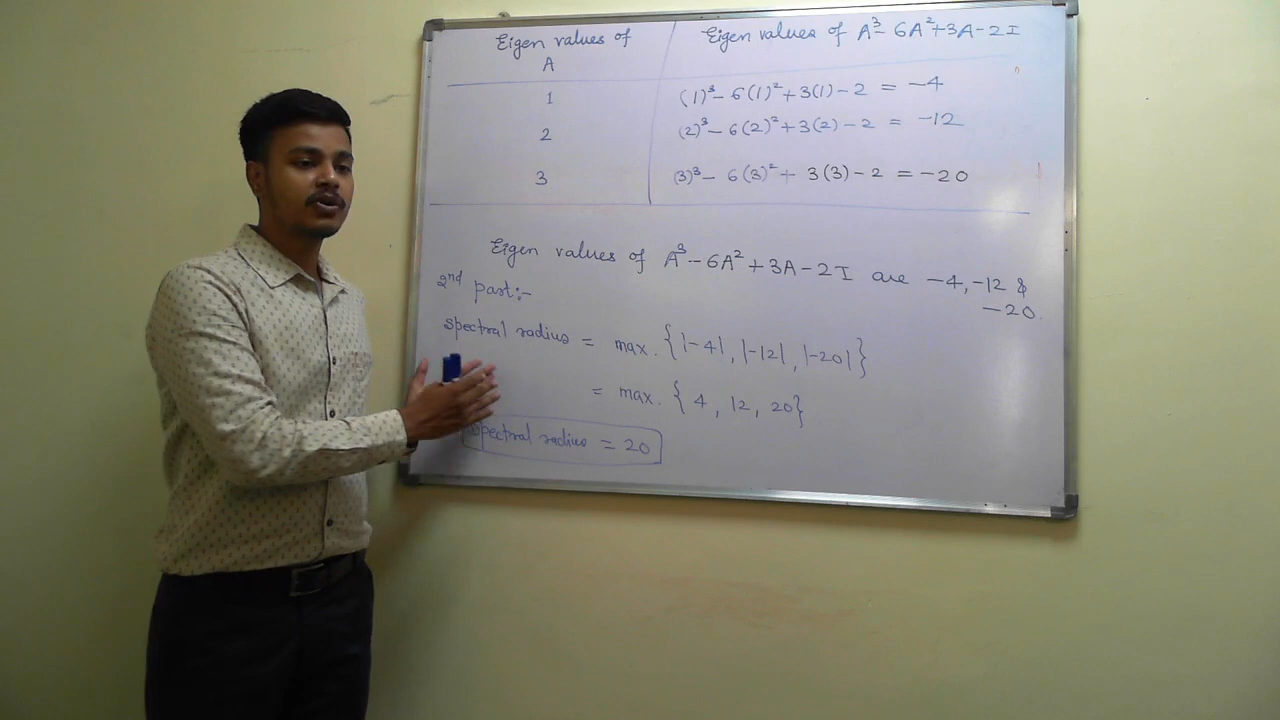 Eigen values of A
Eigen values of A³- 6A²+3A-2I
1
(1)³- 6(1)²+3(1)-2 = -4
2
(2)³-6(2)²+3(2)-2 = -12
3
(3)³- 6(3)²+ 3(3)-2 = -20
Eigen values of A³-6A²+3A-2I are -4,-12 &
-20.
2nd part:-
Spectral radius = max. {|-4|, |-12|, |-20|}
= max. {4, 12, 20}
Spectral radius = 20